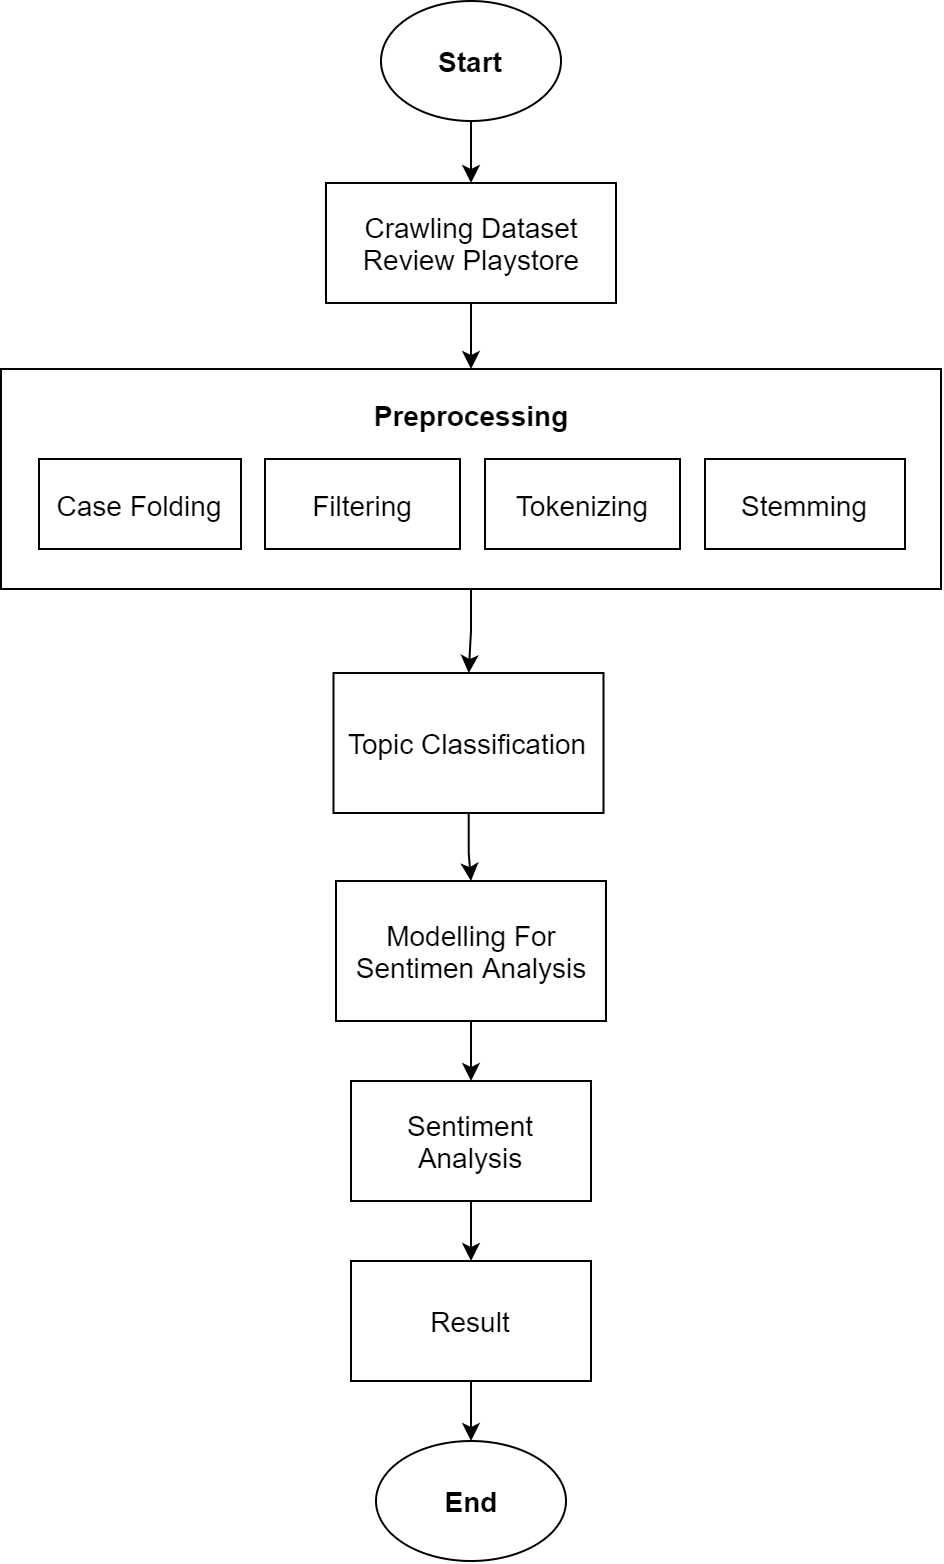 Start
Crawling Dataset
Review Playstore
Preprocessing
Case Folding
Filtering
Tokenizing
Stemming
Topic Classification
Modelling For
Sentimen Analysis
Sentiment
Analysis
Result
End